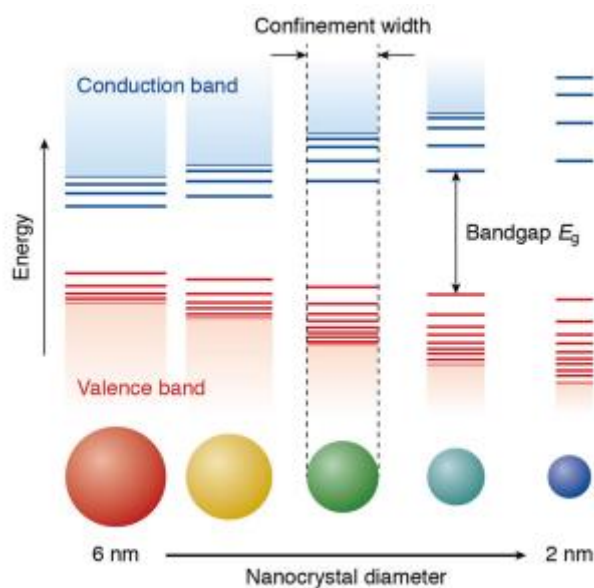 Confinement width
Conduction band
Energy
Bandgap E_g
Valence band
6 nm
2 nm
Nanocrystal diameter